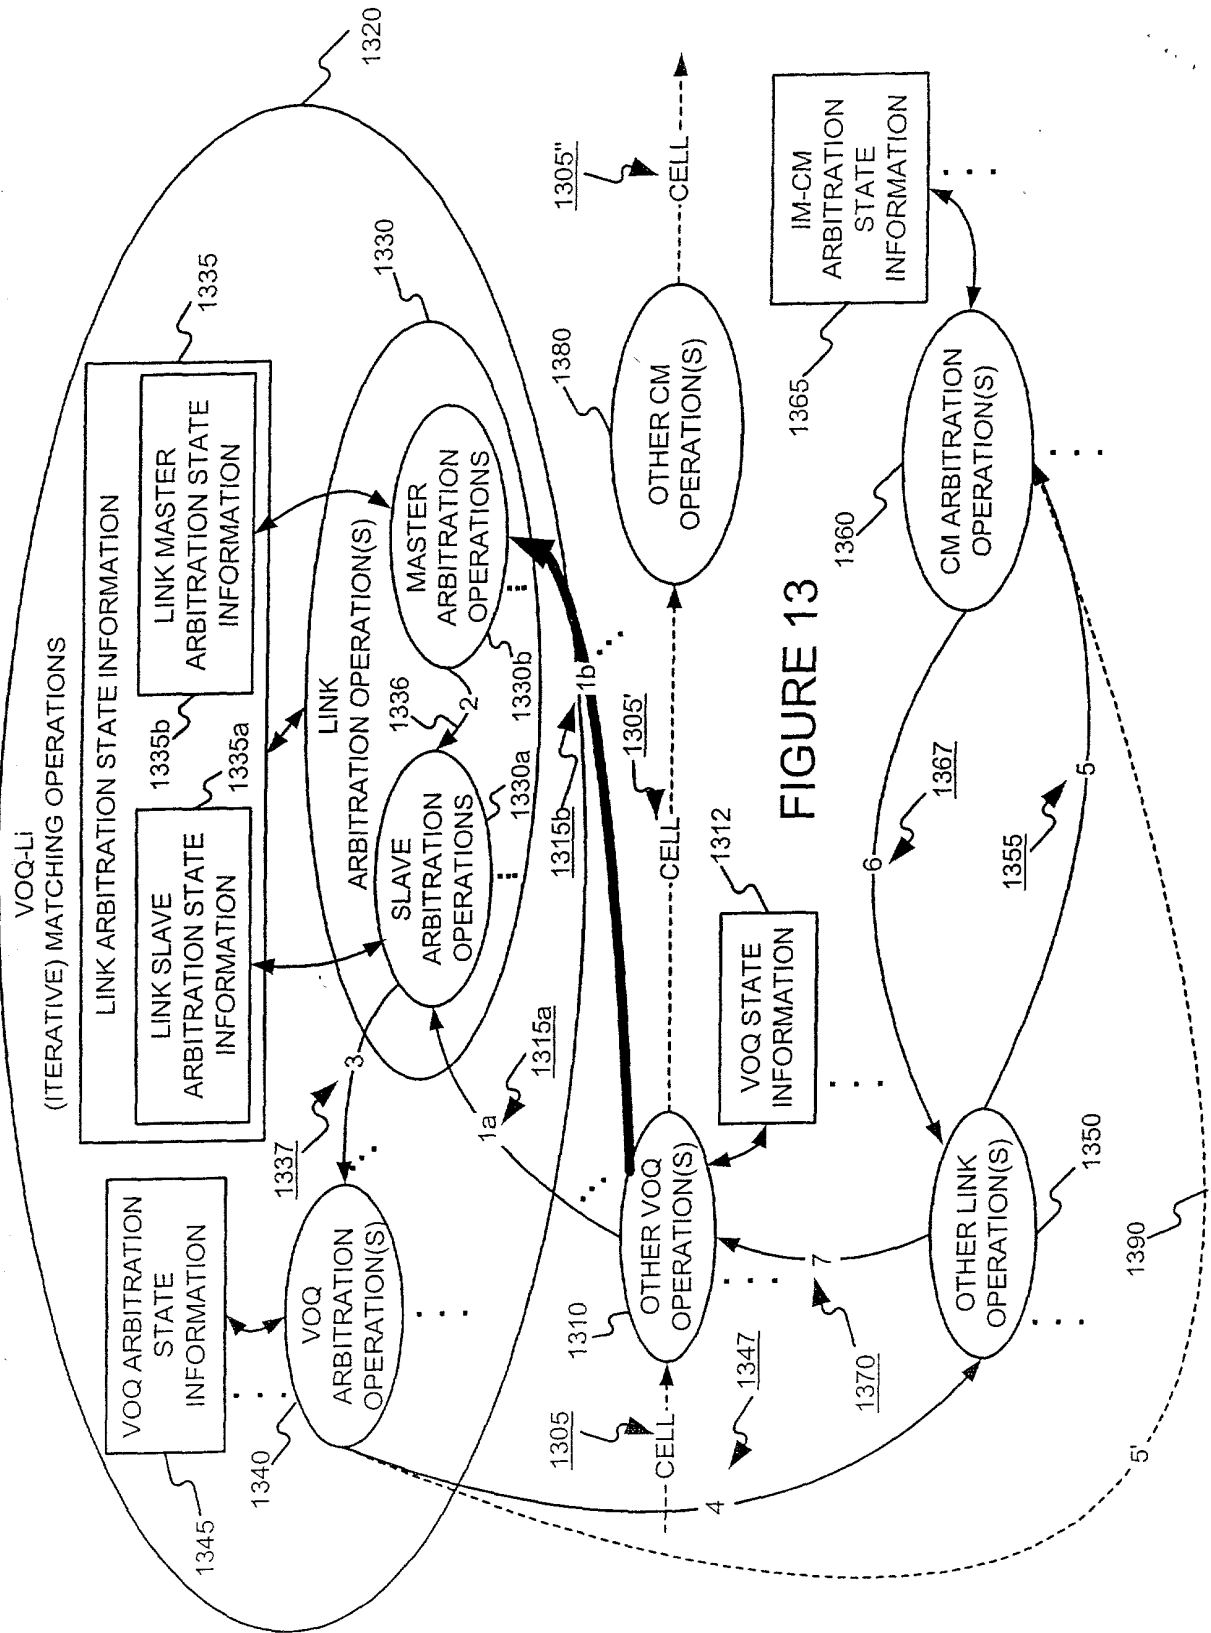 VOQ-Li
(ITERATIVE) MATCHING OPERATIONS
1320
LINK ARBITRATION STATE INFORMATION
1335
LINK SLAVE
ARBITRATION STATE
INFORMATION
1335a
LINK MASTER
ARBITRATION STATE
INFORMATION
1335b
VOQ ARBITRATION
STATE
INFORMATION
1345
1340
VOQ
ARBITRATION
OPERATION(S)
1337
3
LINK
ARBITRATION OPERATION(S)
1330
SLAVE
ARBITRATION
OPERATIONS
1330a
1336
2
MASTER
ARBITRATION
OPERATIONS
1330b
1a
1315a
1315b
1b
1305
CELL
1310
OTHER VOQ
OPERATION(S)
VOQ STATE
INFORMATION
1312
CELL
1305'
1380
OTHER CM
OPERATION(S)
CELL
1305"
4
1347
7
1370
OTHER LINK
OPERATION(S)
1350
6
1367
5
1355
1360
CM ARBITRATION
OPERATION(S)
1365
IM-CM
ARBITRATION
STATE
INFORMATION
5'
1390
FIGURE 13